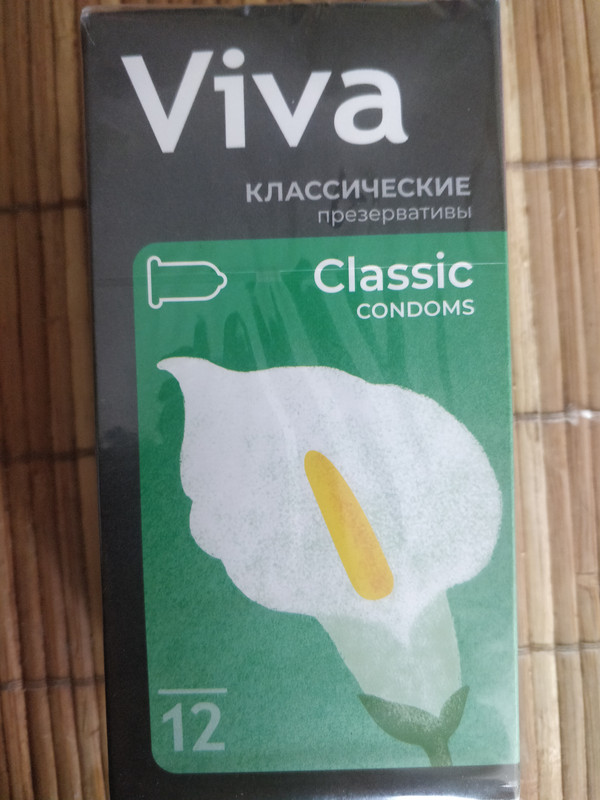 Viva
КЛАССИЧЕСКИЕ
презервативы
Classic
CONDOMS
12